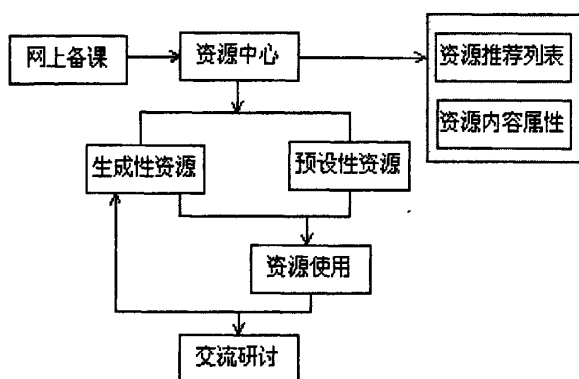 网上备课
资源中心
资源推荐列表
资源内容属性
生成性资源
预设性资源
资源使用
交流研讨